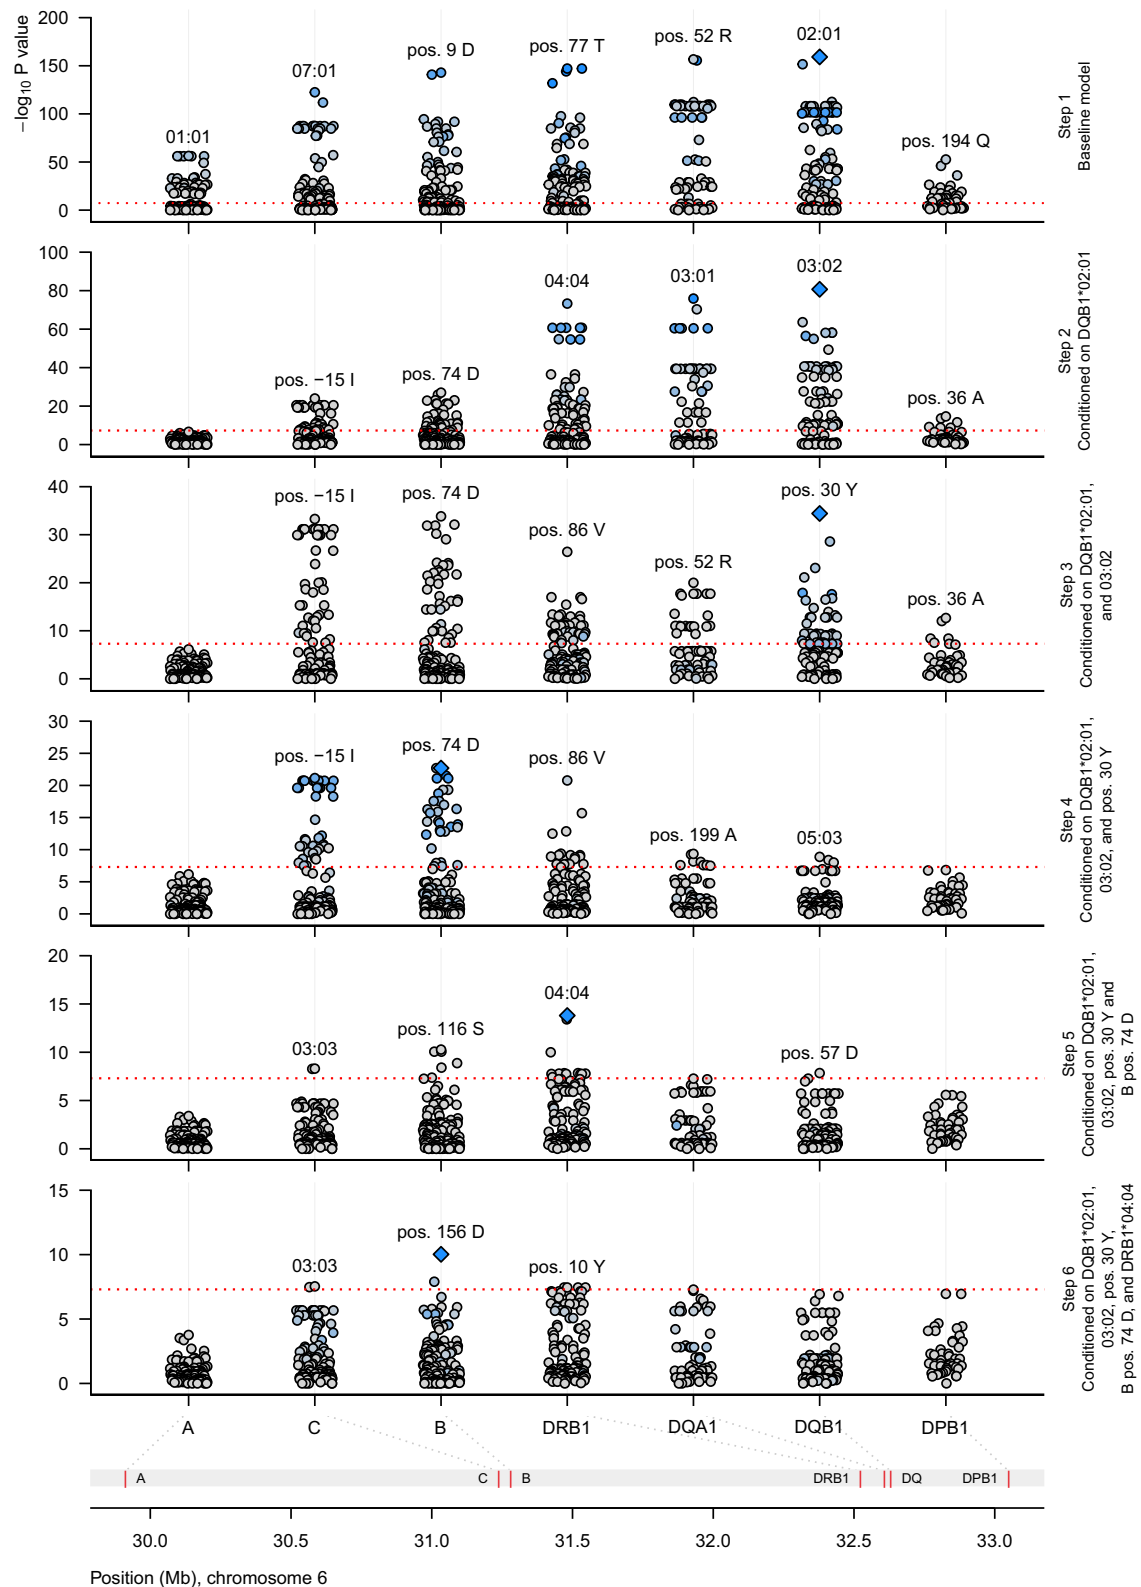 −log10 P value
200
150
100
50
0
01:01
07:01
pos. 9 D
pos. 77 T
pos. 52 R
02:01
pos. 194 Q
Step 1
Baseline model
100
80
60
40
20
0
pos. −15 I
pos. 74 D
04:04
03:01
03:02
pos. 36 A
Step 2
Conditioned on DQB1*02:01
40
30
20
10
0
pos. −15 I
pos. 74 D
pos. 86 V
pos. 52 R
pos. 30 Y
pos. 36 A
Step 3
Conditioned on DQB1*02:01,
and 03:02
30
25
20
15
10
5
0
pos. −15 I
pos. 74 D
pos. 86 V
pos. 199 A
05:03
Step 4
Conditioned on DQB1*02:01,
03:02, and pos. 30 Y
20
15
10
5
0
03:03
pos. 116 S
04:04
pos. 57 D
Step 5
Conditioned on DQB1*02:01,
03:02, pos. 30 Y and
B pos. 74 D
15
10
5
0
03:03
pos. 156 D
pos. 10 Y
Step 6
Conditioned on DQB1*02:01,
03:02, pos. 30 Y,
B pos. 74 D, and DRB1*04:04
A C B DRB1 DQA1 DQB1 DPB1
A C B DRB1 DQ DPB1
30.0 30.5 31.0 31.5 32.0 32.5 33.0
Position (Mb), chromosome 6